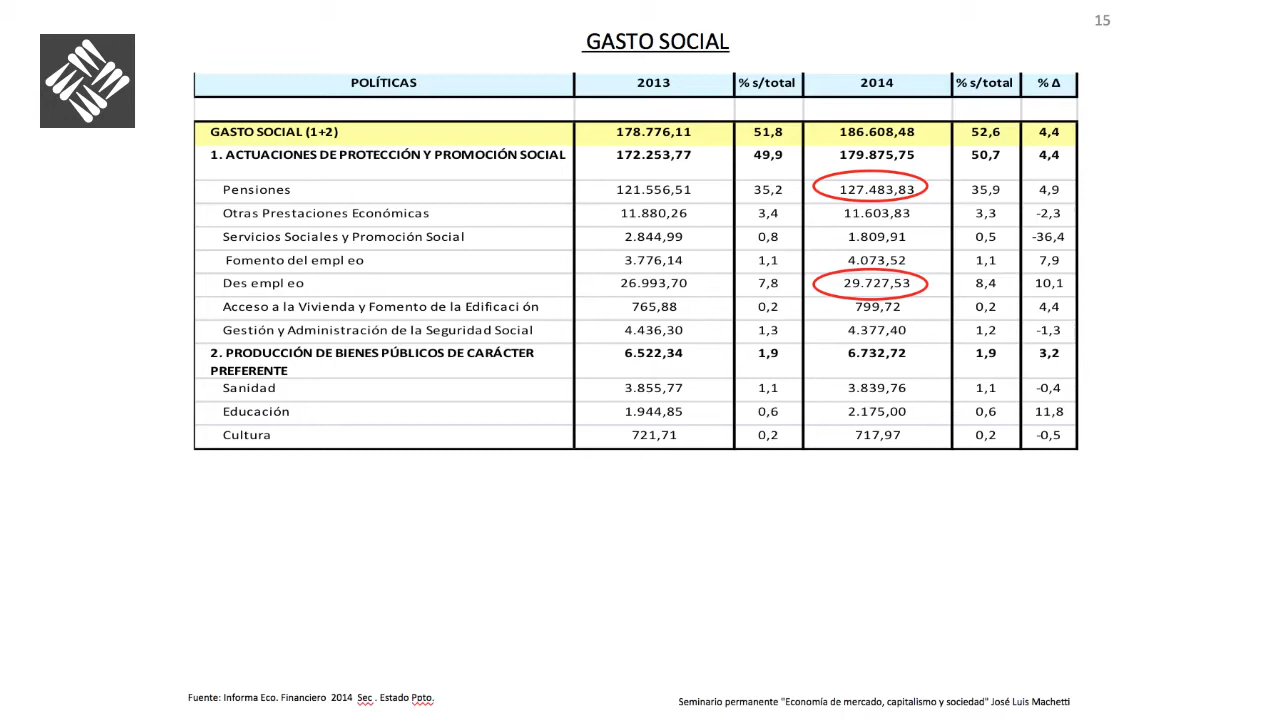 15
GASTO SOCIAL
POLÍTICAS 2013 % s/total 2014 % s/total % Δ
GASTO SOCIAL (1+2) 178.776,11 51,8 186.608,48 52,6 4,4
1. ACTUACIONES DE PROTECCIÓN Y PROMOCIÓN SOCIAL 172.253,77 49,9 179.875,75 50,7 4,4
Pensiones 121.556,51 35,2 127.483,83 35,9 4,9
Otras Prestaciones Económicas 11.880,26 3,4 11.603,83 3,3 -2,3
Servicios Sociales y Promoción Social 2.844,99 0,8 1.809,91 0,5 -36,4
Fomento del empl eo 3.776,14 1,1 4.073,52 1,1 7,9
Des empl eo 26.993,70 7,8 29.727,53 8,4 10,1
Acceso a la Vivienda y Fomento de la Edificaci ón 765,88 0,2 799,72 0,2 4,4
Gestión y Administración de la Seguridad Social 4.436,30 1,3 4.377,40 1,2 -1,3
2. PRODUCCIÓN DE BIENES PÚBLICOS DE CARÁCTER 6.522,34 1,9 6.732,72 1,9 3,2
PREFERENTE
Sanidad 3.855,77 1,1 3.839,76 1,1 -0,4
Educación 1.944,85 0,6 2.175,00 0,6 11,8
Cultura 721,71 0,2 717,97 0,2 -0,5
Fuente: Informa Eco. Financiero 2014 Sec . Estado Ppto.
Seminario permanente "Economía de mercado, capitalismo y sociedad" José Luis Machetti